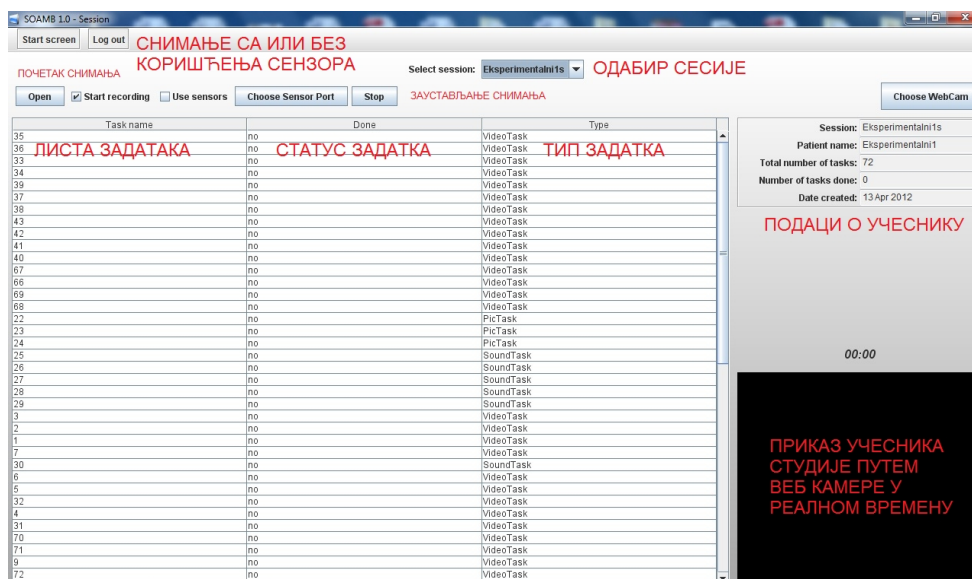 SOAMB 1.0 - Session
Start screen Log out
СНИМАЊЕ СА ИЛИ БЕЗ
КОРИШЋЕЊА СЕНЗОРА
ПОЧЕТАК СНИМАЊА
Select session: Eksperimentalni1s ОДАБИР СЕСИЈЕ
Open Start recording Use sensors Choose Sensor Port Stop ЗАУСТАВЉАЊЕ СНИМАЊА Choose WebCam
Task name Done Type
35 no VideoTask
36 no VideoTask
ЛИСТА ЗАДАТАКА СТАТУС ЗАДАТКА ТИП ЗАДАТКА
33 no VideoTask
34 no VideoTask
39 no VideoTask
37 no VideoTask
38 no VideoTask
43 no VideoTask
42 no VideoTask
41 no VideoTask
40 no VideoTask
67 no VideoTask
66 no VideoTask
69 no VideoTask
68 no VideoTask
22 no PicTask
23 no PicTask
24 no PicTask
25 no SoundTask
26 no SoundTask
27 no SoundTask
28 no SoundTask
29 no SoundTask
3 no VideoTask
2 no VideoTask
1 no VideoTask
7 no VideoTask
30 no SoundTask
6 no VideoTask
5 no VideoTask
32 no VideoTask
4 no VideoTask
31 no VideoTask
70 no VideoTask
71 no VideoTask
9 no VideoTask
72 no VideoTask
Session: Eksperimentalni1s
Patient name: Eksperimentalni1
Total number of tasks: 72
Number of tasks done: 0
Date created: 13 Apr 2012
ПОДАЦИ О УЧЕСНИКУ
00:00
ПРИКАЗ УЧЕСНИКА
СТУДИЈЕ ПУТЕМ
ВЕБ КАМЕРЕ У
РЕАЛНОМ ВРЕМЕНУ